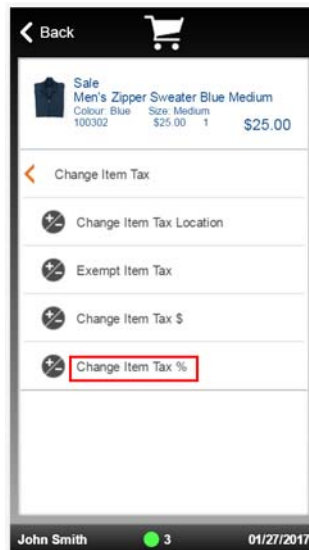 Back
Sale
Men's Zipper Sweater Blue Medium
Colour: Blue Size: Medium
100302 $25.00 1 $25.00
Change Item Tax
Change Item Tax Location
Exempt Item Tax
Change Item Tax $
Change Item Tax %
John Smith 3 01/27/2017